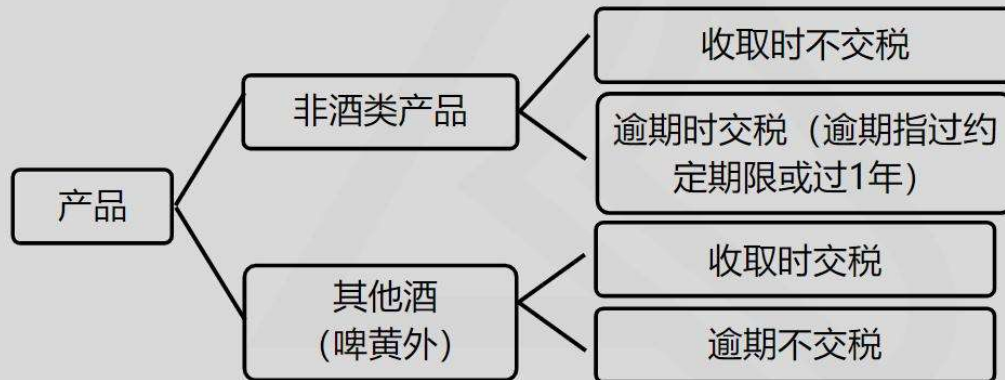 产品
非酒类产品
收取时不交税
逾期时交税（逾期指过约
定期限或过1年）
其他酒
（啤黄外）
收取时交税
逾期不交税